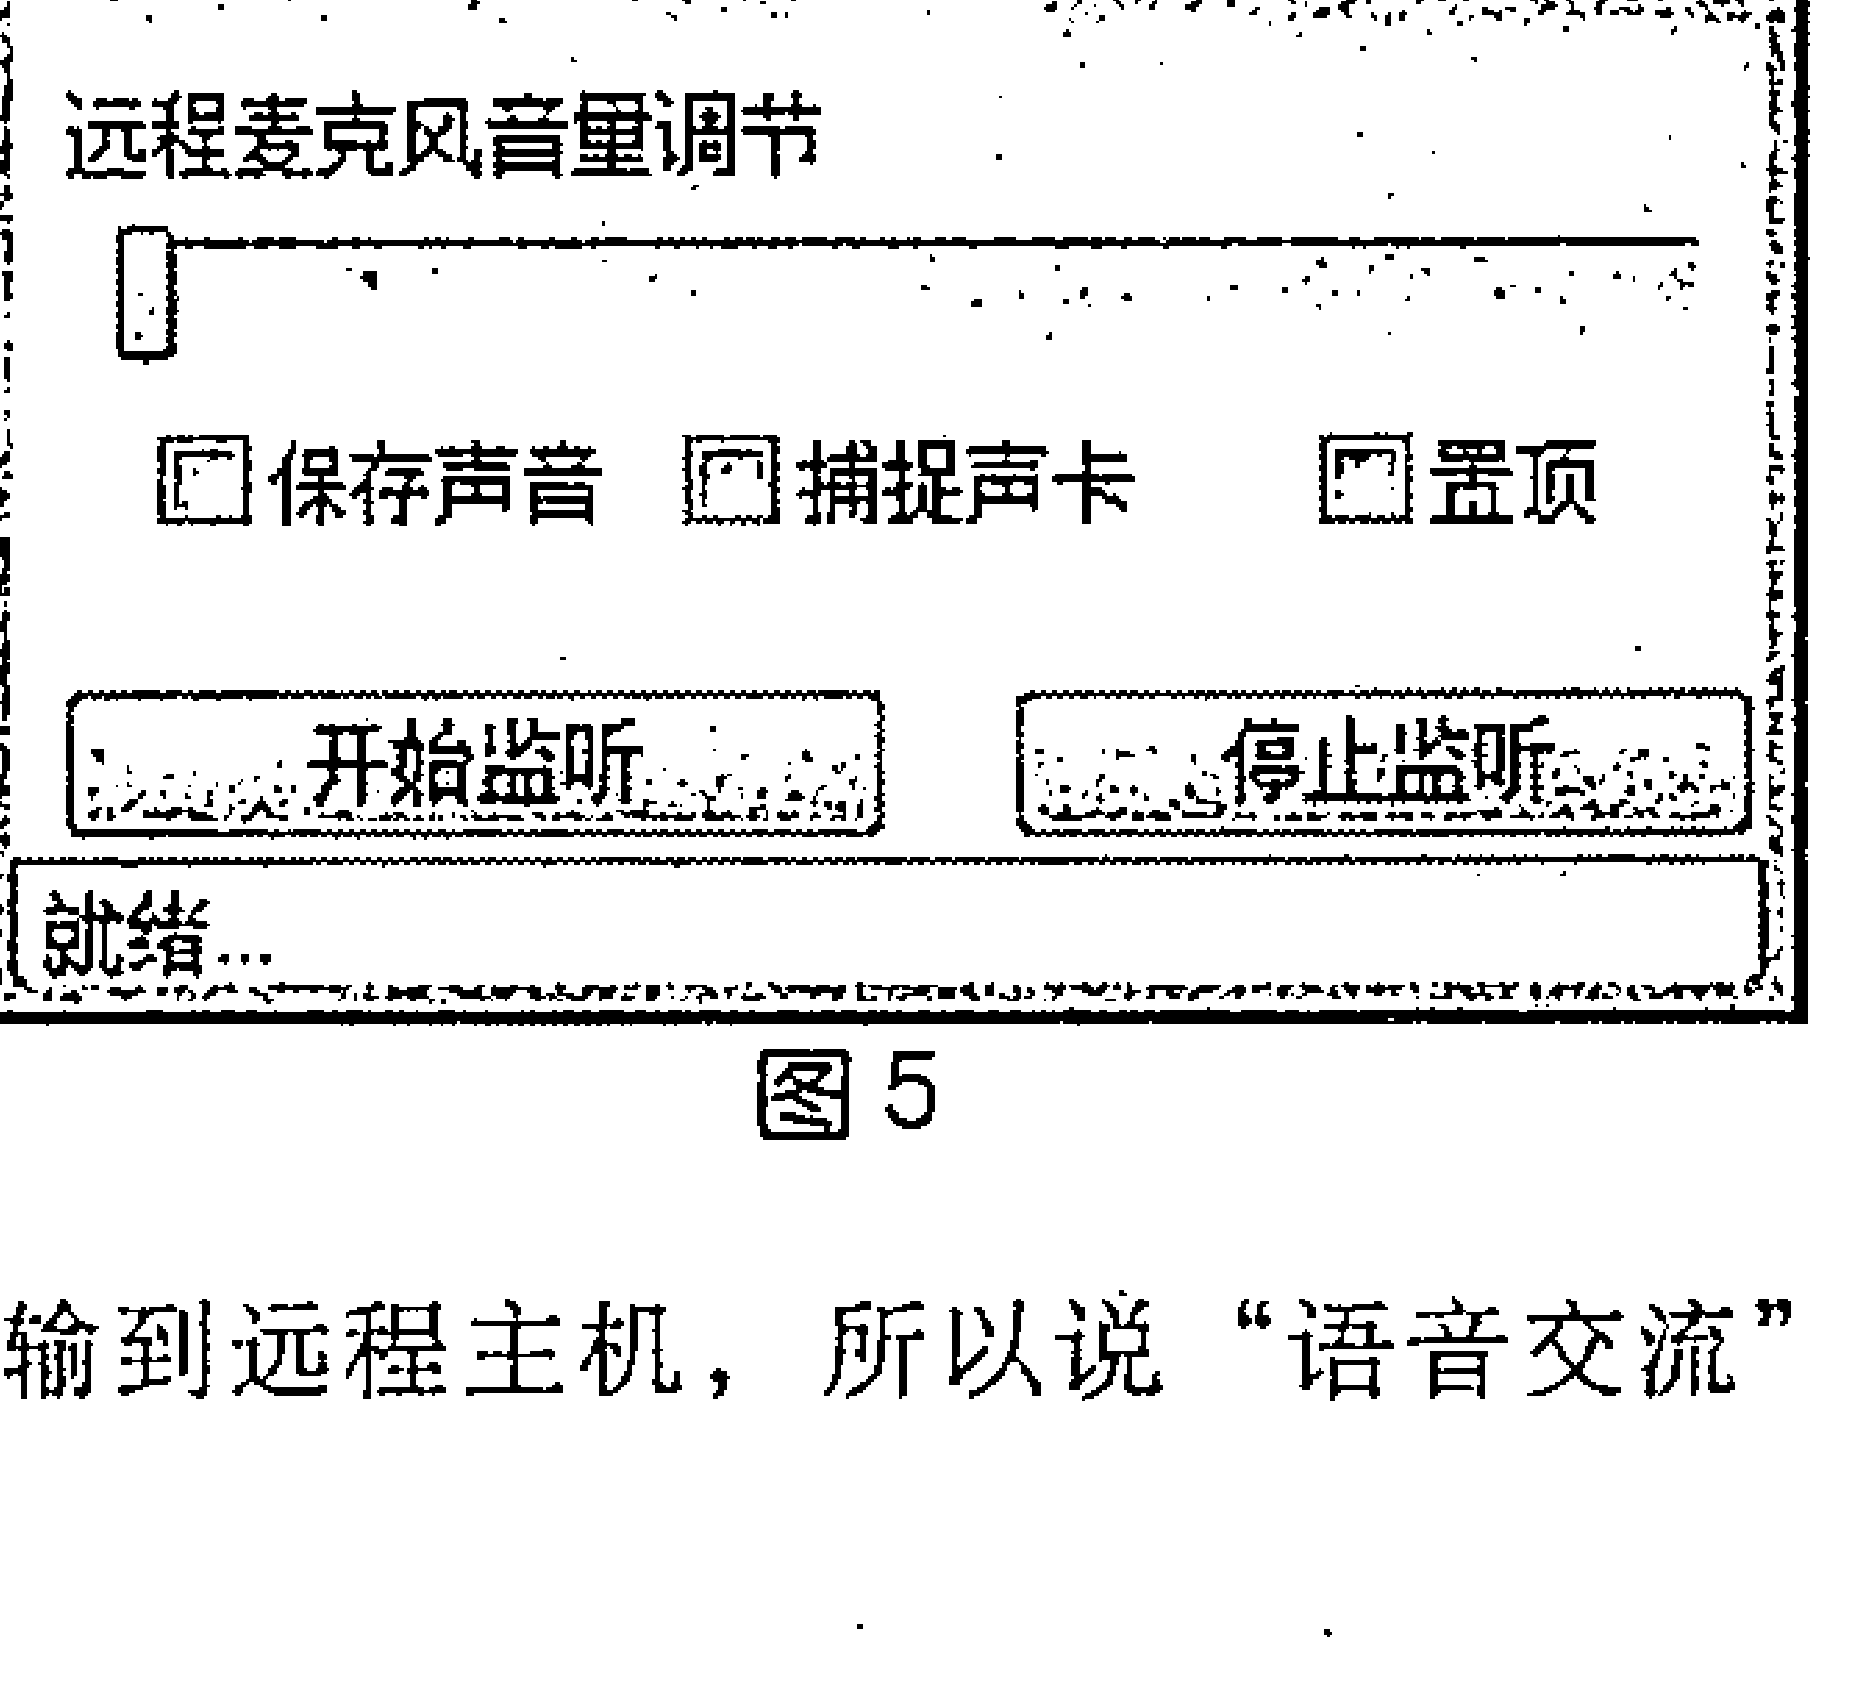 远程麦克风音量调节
保存声音 捕捉声卡 置顶
开始监听 停止监听
就绪...
图 5
输到远程主机，所以说“语音交流”